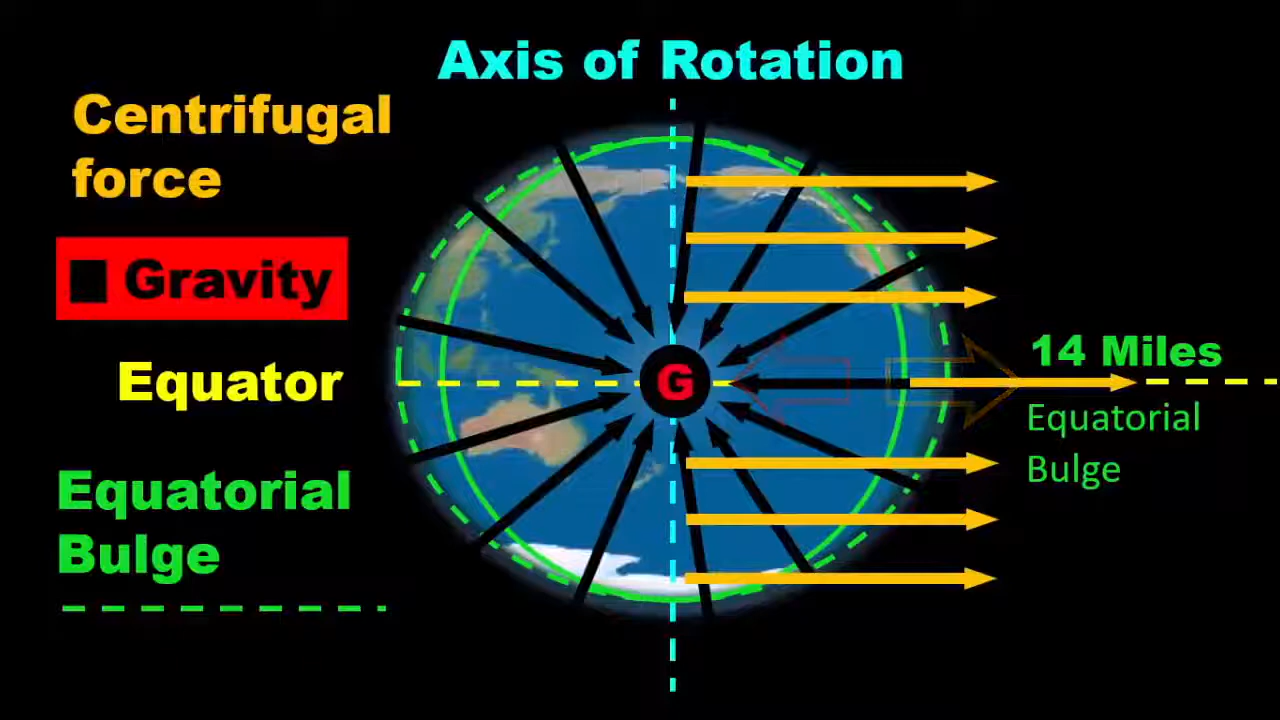 Axis of Rotation
Centrifugal
force
Gravity
Equator
Equatorial
Bulge
G
14 Miles
Equatorial
Bulge